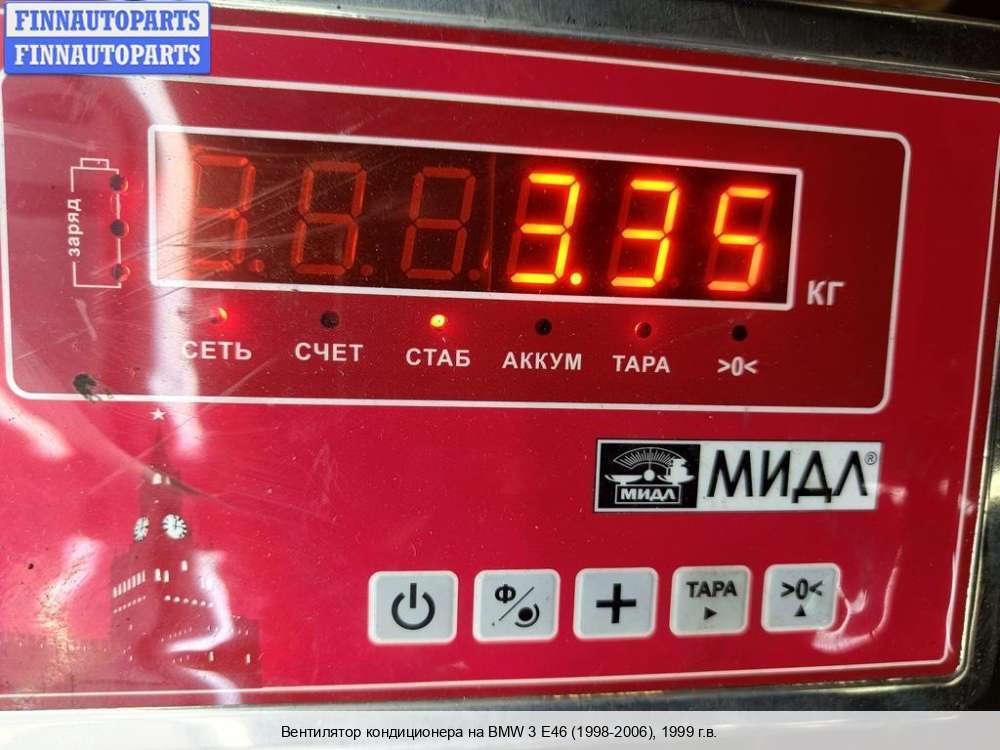 FINNAUTOPARTS
FINNAUTOPARTS
заряд
3.35
КГ
СЕТЬ СЧЕТ СТАБ АККУМ ТАРА >0<
МИДЛ МИДЛ®
Ф ТАРА >0<
Вентилятор кондиционера на BMW 3 E46 (1998-2006), 1999 г.в.